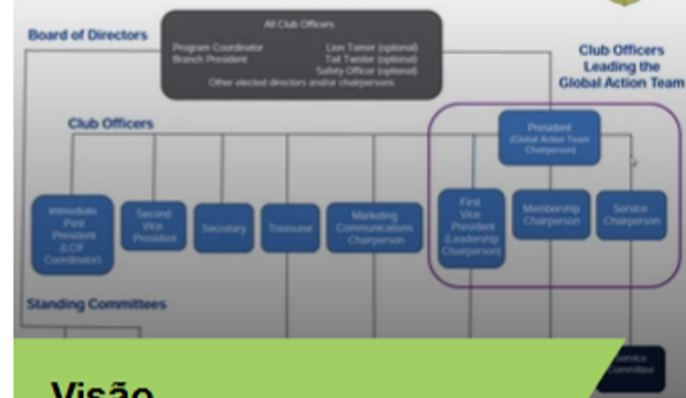 All Club Officers
Board of Directors
Program Coordinator Lion Tamer (optional)
Branch President Tail Twister (optional)
Safety Officer (optional)
Other elected directors and/or chairpersons
Club Officers
Leading the
Global Action Team
Club Officers
President
(Global Action Team
Chairperson)
Immediate
Past
President
(LCIF
Coordinator)
Second
Vice
President
Secretary
Treasurer
Marketing
Communications
Chairperson
First
Vice
President
(Leadership
Chairperson)
Membership
Chairperson
Service
Chairperson
Standing Committees
Service
Committee
Visão